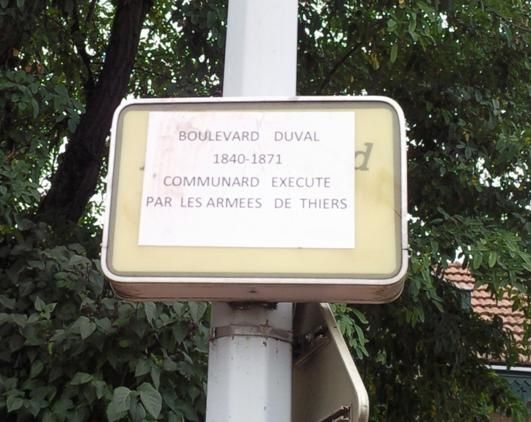 BOULEVARD DUVAL
1840-1871
COMMUNARD EXECUTE
PAR LES ARMEES DE THIERS